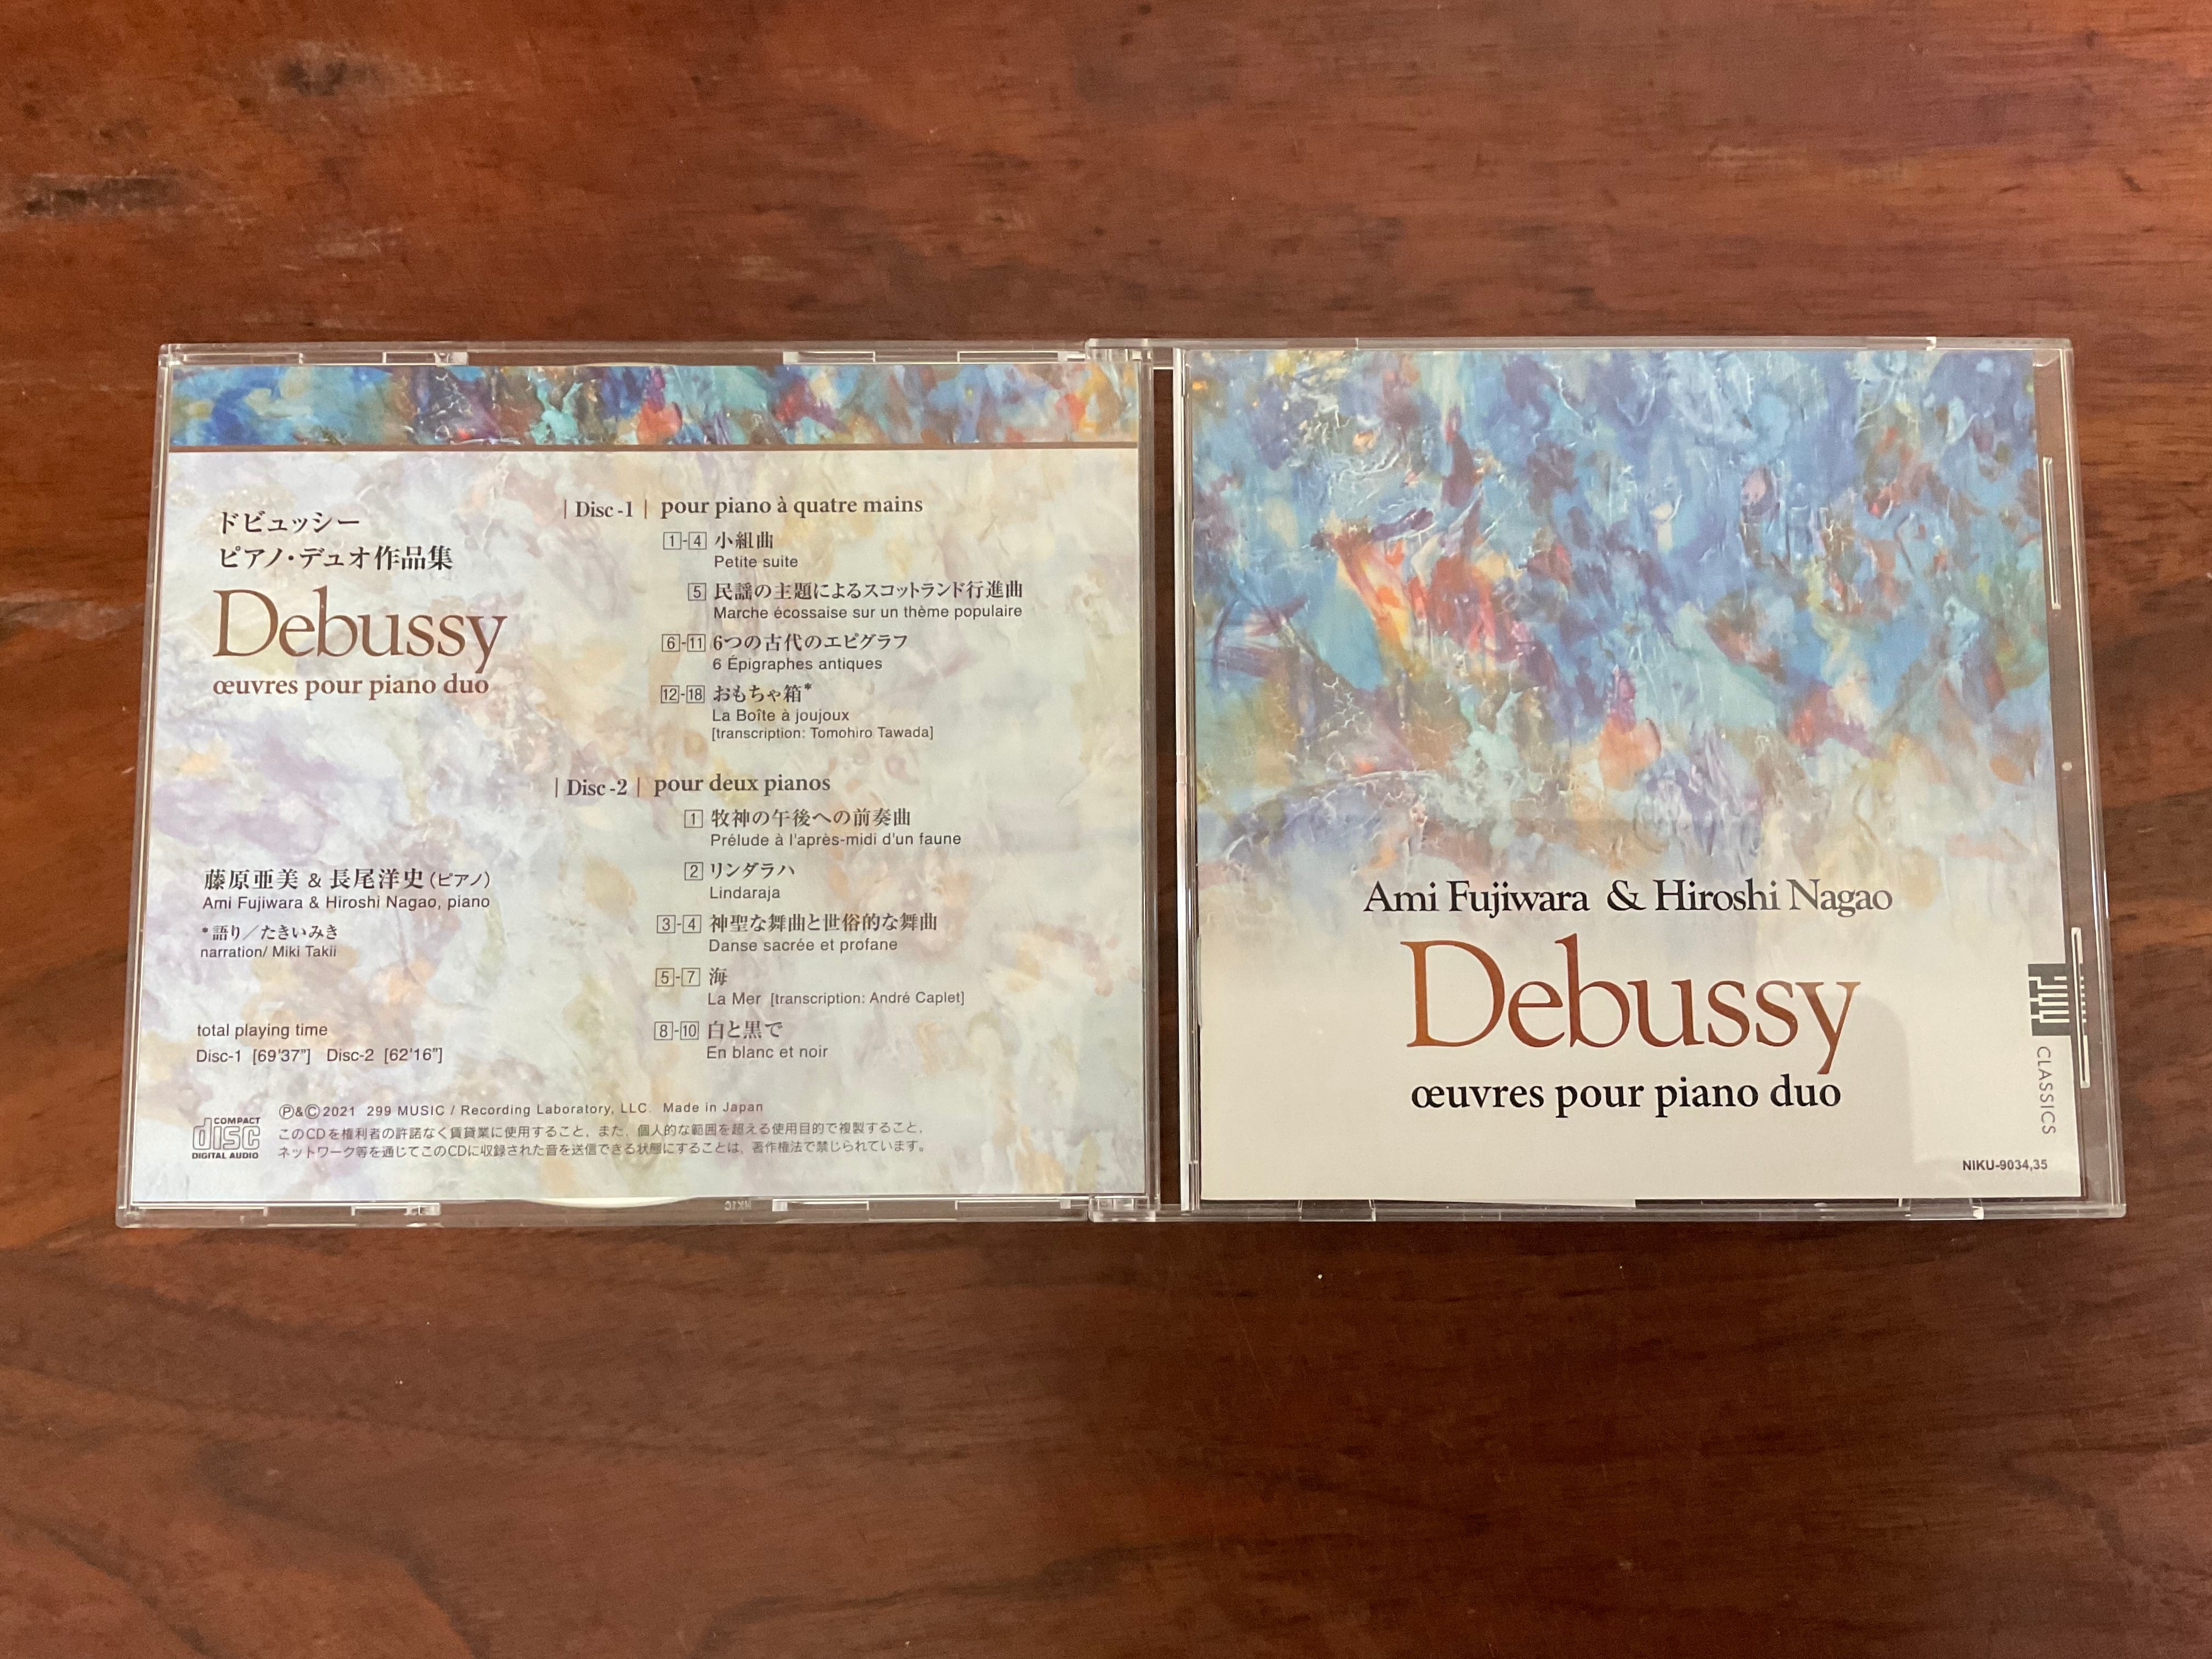 ドビュッシー
ピアノ・デュオ作品集
Debussy
œuvres pour piano duo
藤原亜美 & 長尾洋史(ピアノ)
Ami Fujiwara & Hiroshi Nagao, piano
*語り／たきいみき
narration/ Miki Takii
total playing time
Disc-1 [69'37"] Disc-2 [62'16"]
| Disc-1 | pour piano à quatre mains
1-4 小組曲
Petite suite
5 民謡の主題によるスコットランド行進曲
Marche écossaise sur un thème populaire
6-11 6つの古代のエピグラフ
6 Épigraphes antiques
12-18 おもちゃ箱*
La Boîte à joujoux
[transcription: Tomohiro Tawada]
| Disc-2 | pour deux pianos
1 牧神の午後への前奏曲
Prélude à l'après-midi d'un faune
2 リンダラハ
Lindaraja
3-4 神聖な舞曲と世俗的な舞曲
Danse sacrée et profane
5-7 海
La Mer [transcription: André Caplet]
8-10 白と黒で
En blanc et noir
COMPACT
disc
DIGITAL AUDIO
Ⓟ&Ⓒ2021 299 MUSIC / Recording Laboratory, LLC. Made in Japan
このCDを権利者の許諾なく賃貸業に使用すること、また、個人的な範囲を超える使用目的で複製すること、
ネットワーク等を通じてこのCDに収録された音を送信できる状態にすることは、著作権法で禁じられています。
Ami Fujiwara & Hiroshi Nagao
Debussy
œuvres pour piano duo
CLASSICS
NIKU-9034,35